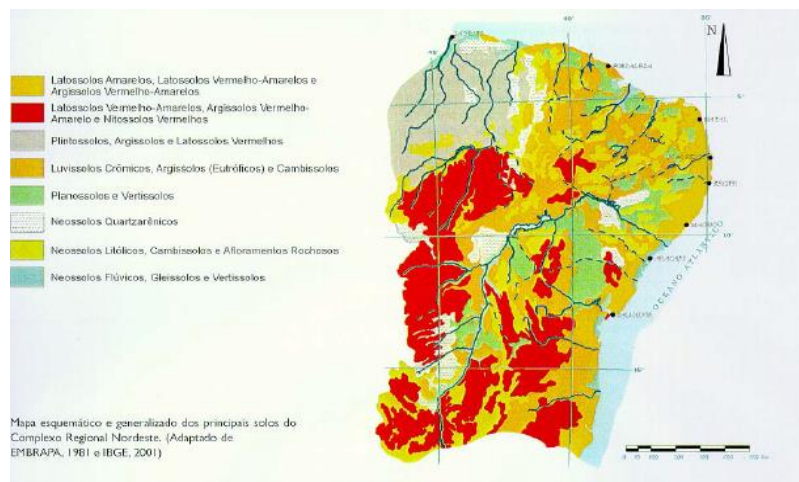 Latossolos Amarelos, Latossolos Vermelho-Amarelos e
Argissolos Vermelho-Amarelos
Latossolos Vermelho-Amarelos, Argissolos Vermelho-
Amarelo e Nitossolos Vermelhos
Plintossolos, Argissolos e Latossolos Vermelhos
Luvissolos Crômicos, Argissolos (Eutróficos) e Cambissolos
Planossolos e Vertissolos
Neossolos Quartzarênicos
Neossolos Litólicos, Cambissolos e Afloramentos Rochosos
Neossolos Flúvicos, Gleissolos e Vertissolos
Mapa esquemático e generalizado dos principais solos do
Complexo Regional Nordeste. (Adaptado de
EMBRAPA, 1981 e IBGE, 2001)
N
FORTALEZA
NATAL
RECIFE
ARACAJU
SALVADOR
OCEANO ATLÂNTICO